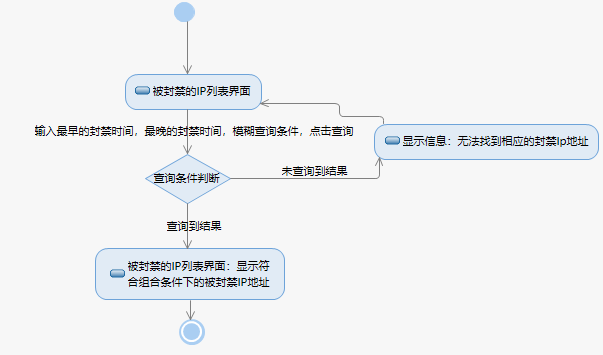 被封禁的IP列表界面
输入最早的封禁时间，最晚的封禁时间，模糊查询条件，点击查询
显示信息：无法找到相应的封禁Ip地址
查询条件判断
未查询到结果
查询到结果
被封禁的IP列表界面：显示符
合组合条件下的被封禁IP地址